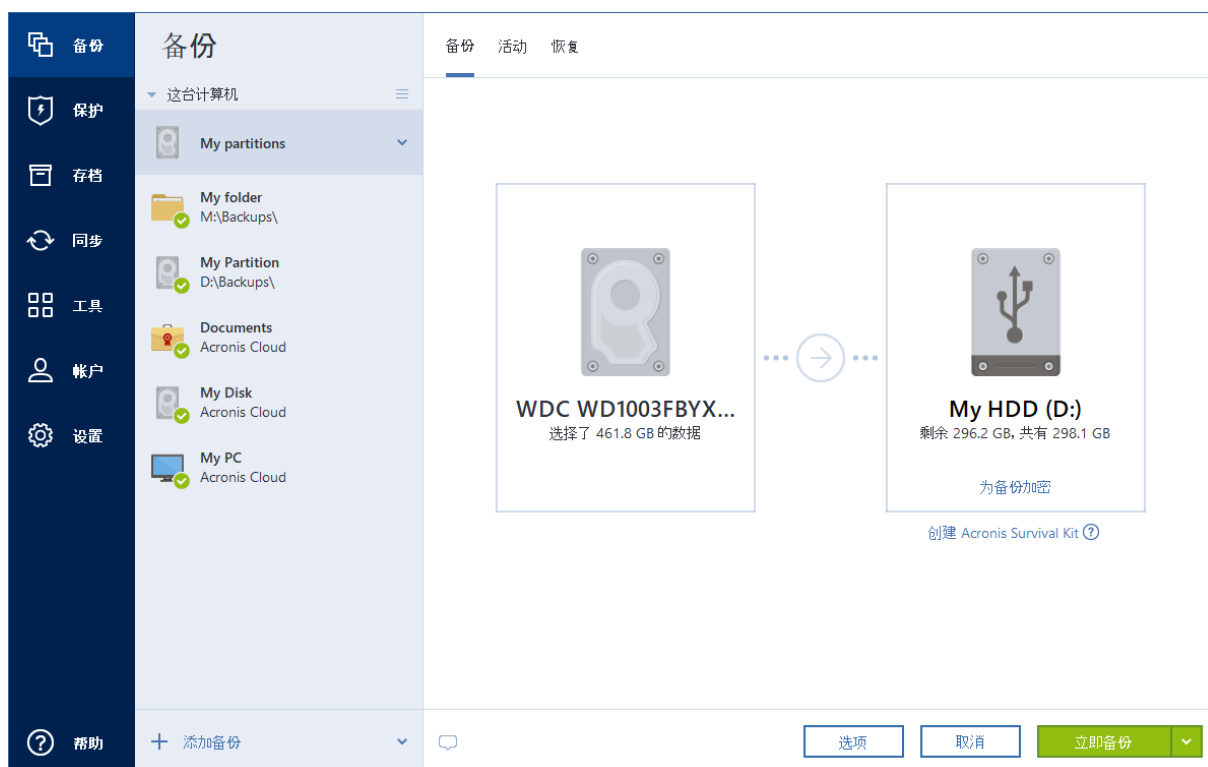 备份
保护
存档
同步
工具
帐户
设置
帮助
备份
这台计算机
My partitions
My folder
M:\Backups\
My Partition
D:\Backups\
Documents
Acronis Cloud
My Disk
Acronis Cloud
My PC
Acronis Cloud
添加备份
备份 活动 恢复
WDC WD1003FBYX...
选择了 461.8 GB 的数据
My HDD (D:)
剩余 296.2 GB, 共有 298.1 GB
为备份加密
创建 Acronis Survival Kit ?
选项 取消 立即备份